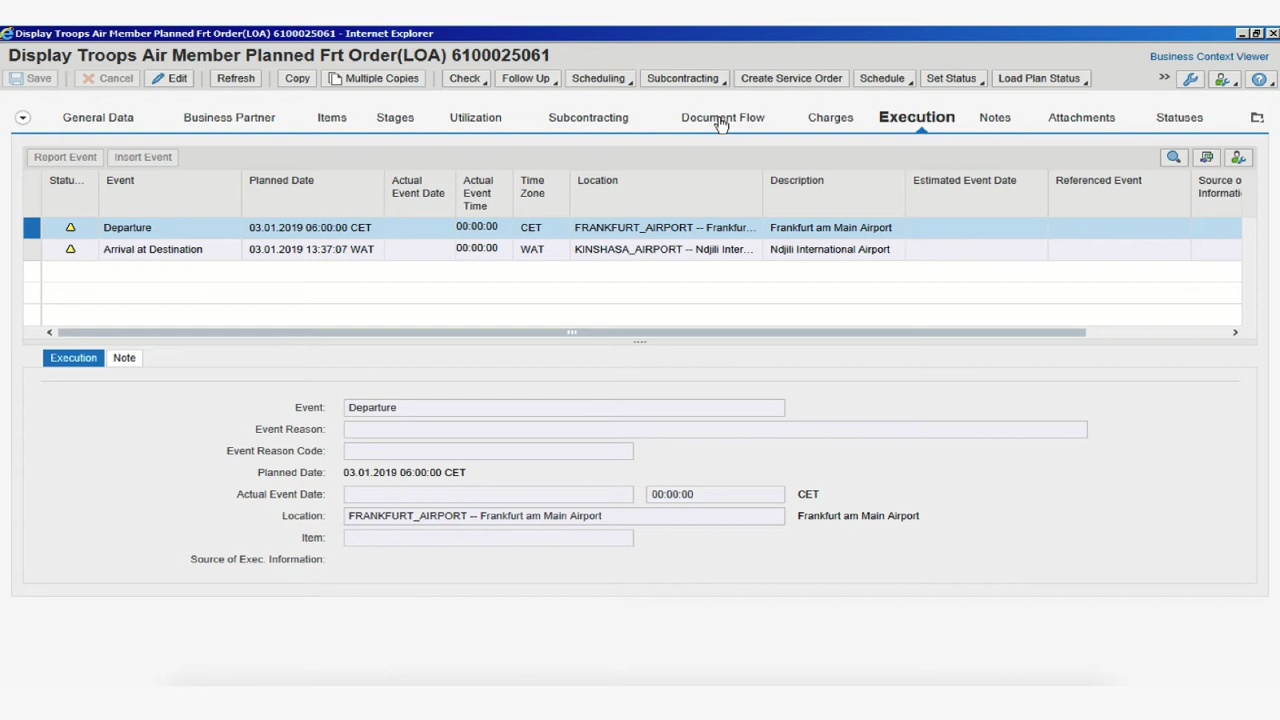 Display Troops Air Member Planned Frt Order(LOA) 6100025061 - Internet Explorer
Display Troops Air Member Planned Frt Order(LOA) 6100025061
Business Context Viewer
Save Cancel Edit Refresh Copy Multiple Copies Check Follow Up Scheduling Subcontracting Create Service Order Schedule Set Status Load Plan Status >>
General Data Business Partner Items Stages Utilization Subcontracting Document Flow Charges Execution Notes Attachments Statuses
Report Event Insert Event
Statu... Event Planned Date Actual Event Date Actual Event Time Time Zone Location Description Estimated Event Date Referenced Event Source o Informati
Departure 03.01.2019 06:00:00 CET 00:00:00 CET FRANKFURT_AIRPORT -- Frankfur... Frankfurt am Main Airport
Arrival at Destination 03.01.2019 13:37:07 WAT 00:00:00 WAT KINSHASA_AIRPORT -- Ndjili Inter... Ndjili International Airport
Execution Note
Event: Departure
Event Reason:
Event Reason Code:
Planned Date: 03.01.2019 06:00:00 CET
Actual Event Date: 00:00:00 CET
Location: FRANKFURT_AIRPORT -- Frankfurt am Main Airport Frankfurt am Main Airport
Item:
Source of Exec. Information: